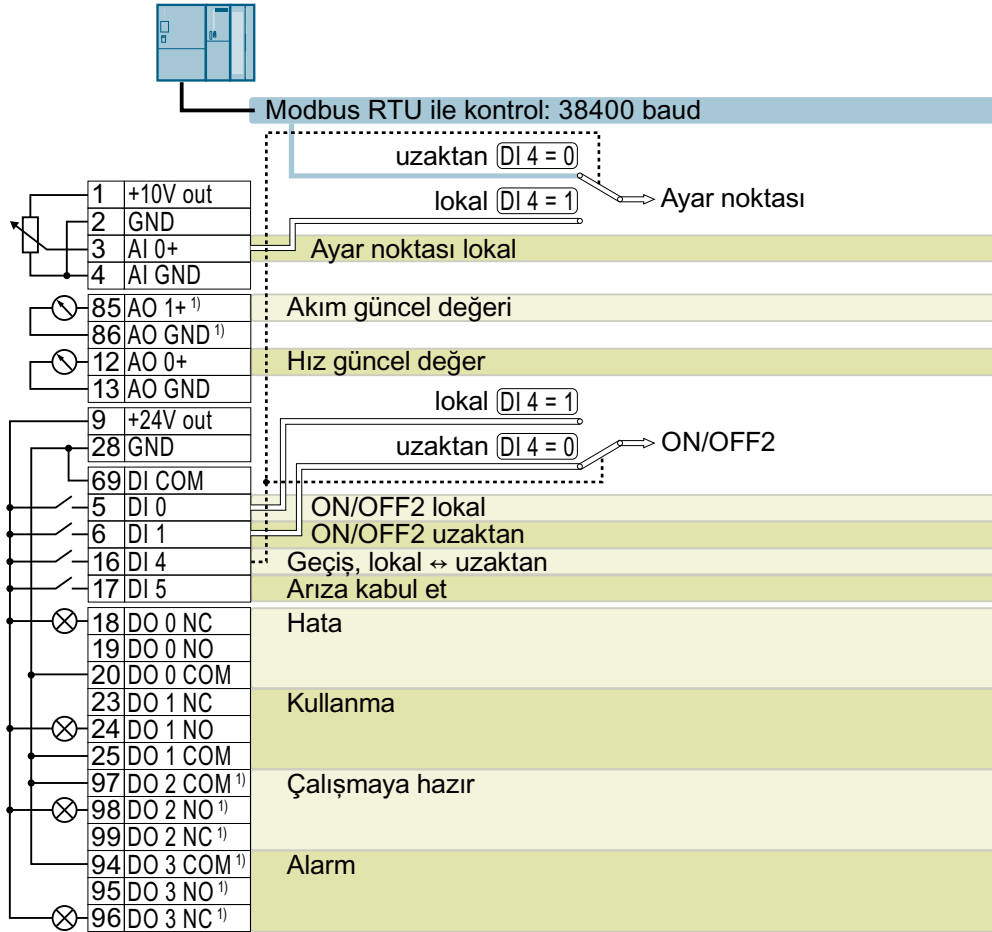 Modbus RTU ile kontrol: 38400 baud
uzaktan DI 4 = 0
lokal DI 4 = 1
Ayar noktası
1 +10V out
2 GND
3 AI 0+ Ayar noktası lokal
4 AI GND
85 AO 1+ 1) Akım güncel değeri
86 AO GND 1)
12 AO 0+ Hız güncel değer
13 AO GND
lokal DI 4 = 1
9 +24V out
28 GND
uzaktan DI 4 = 0
ON/OFF2
69 DI COM
5 DI 0 ON/OFF2 lokal
6 DI 1 ON/OFF2 uzaktan
16 DI 4 Geçiş, lokal ↔ uzaktan
17 DI 5 Arıza kabul et
18 DO 0 NC Hata
19 DO 0 NO
20 DO 0 COM
23 DO 1 NC Kullanma
24 DO 1 NO
25 DO 1 COM
97 DO 2 COM 1) Çalışmaya hazır
98 DO 2 NO 1)
99 DO 2 NC 1)
94 DO 3 COM 1) Alarm
95 DO 3 NO 1)
96 DO 3 NC 1)